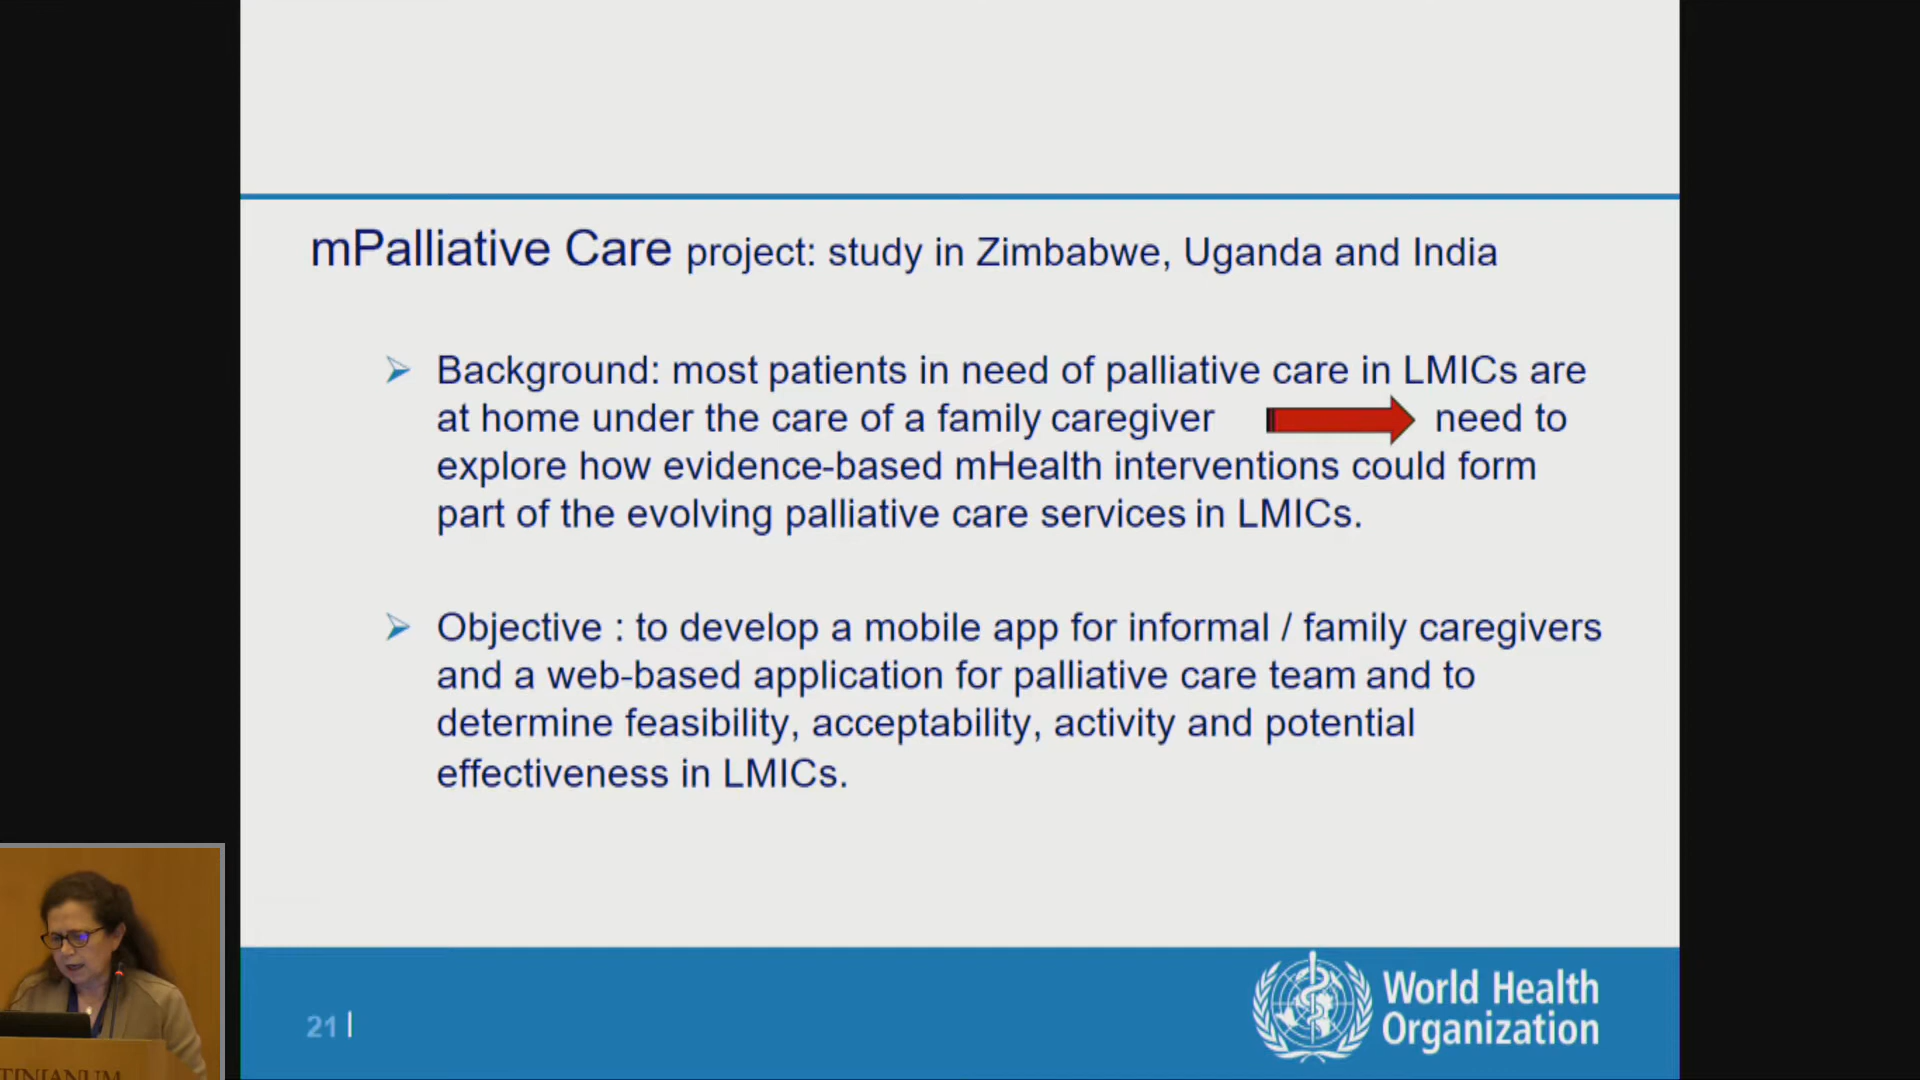 mPalliative Care project: study in Zimbabwe, Uganda and India
Background: most patients in need of palliative care in LMICs are
at home under the care of a family caregiver need to
explore how evidence-based mHealth interventions could form
part of the evolving palliative care services in LMICs.
Objective : to develop a mobile app for informal / family caregivers
and a web-based application for palliative care team and to
determine feasibility, acceptability, activity and potential
effectiveness in LMICs.
21 |
World Health
Organization
TINIANUM